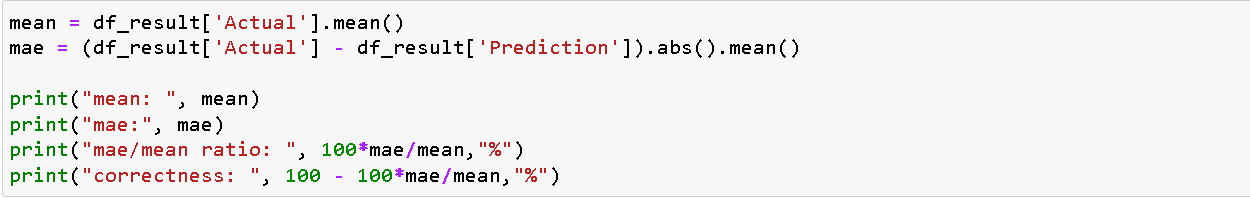 mean = df_result['Actual'].mean()
mae = (df_result['Actual'] - df_result['Prediction']).abs().mean()
print("mean: ", mean)
print("mae:", mae)
print("mae/mean ratio: ", 100*mae/mean,"%")
print("correctness: ", 100 - 100*mae/mean,"%")